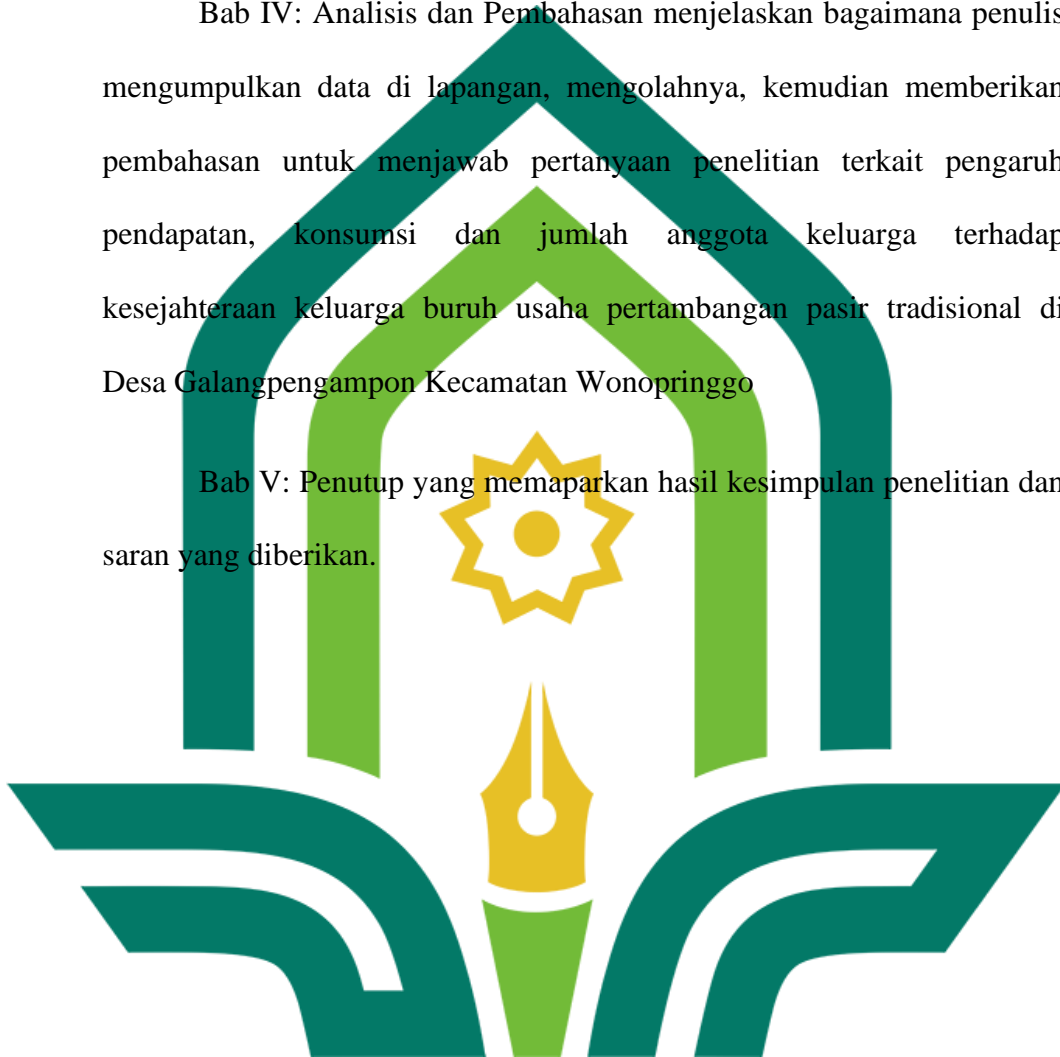 Bab IV: Analisis dan Pembahasan menjelaskan bagaimana penulis
mengumpulkan data di lapangan, mengolahnya, kemudian memberikan
pembahasan untuk menjawab pertanyaan penelitian terkait pengaruh
pendapatan, konsumsi dan jumlah anggota keluarga terhadap
kesejahteraan keluarga buruh usaha pertambangan pasir tradisional di
Desa Galangpengampon Kecamatan Wonopringgo
Bab V: Penutup yang memaparkan hasil kesimpulan penelitian dan
saran yang diberikan.